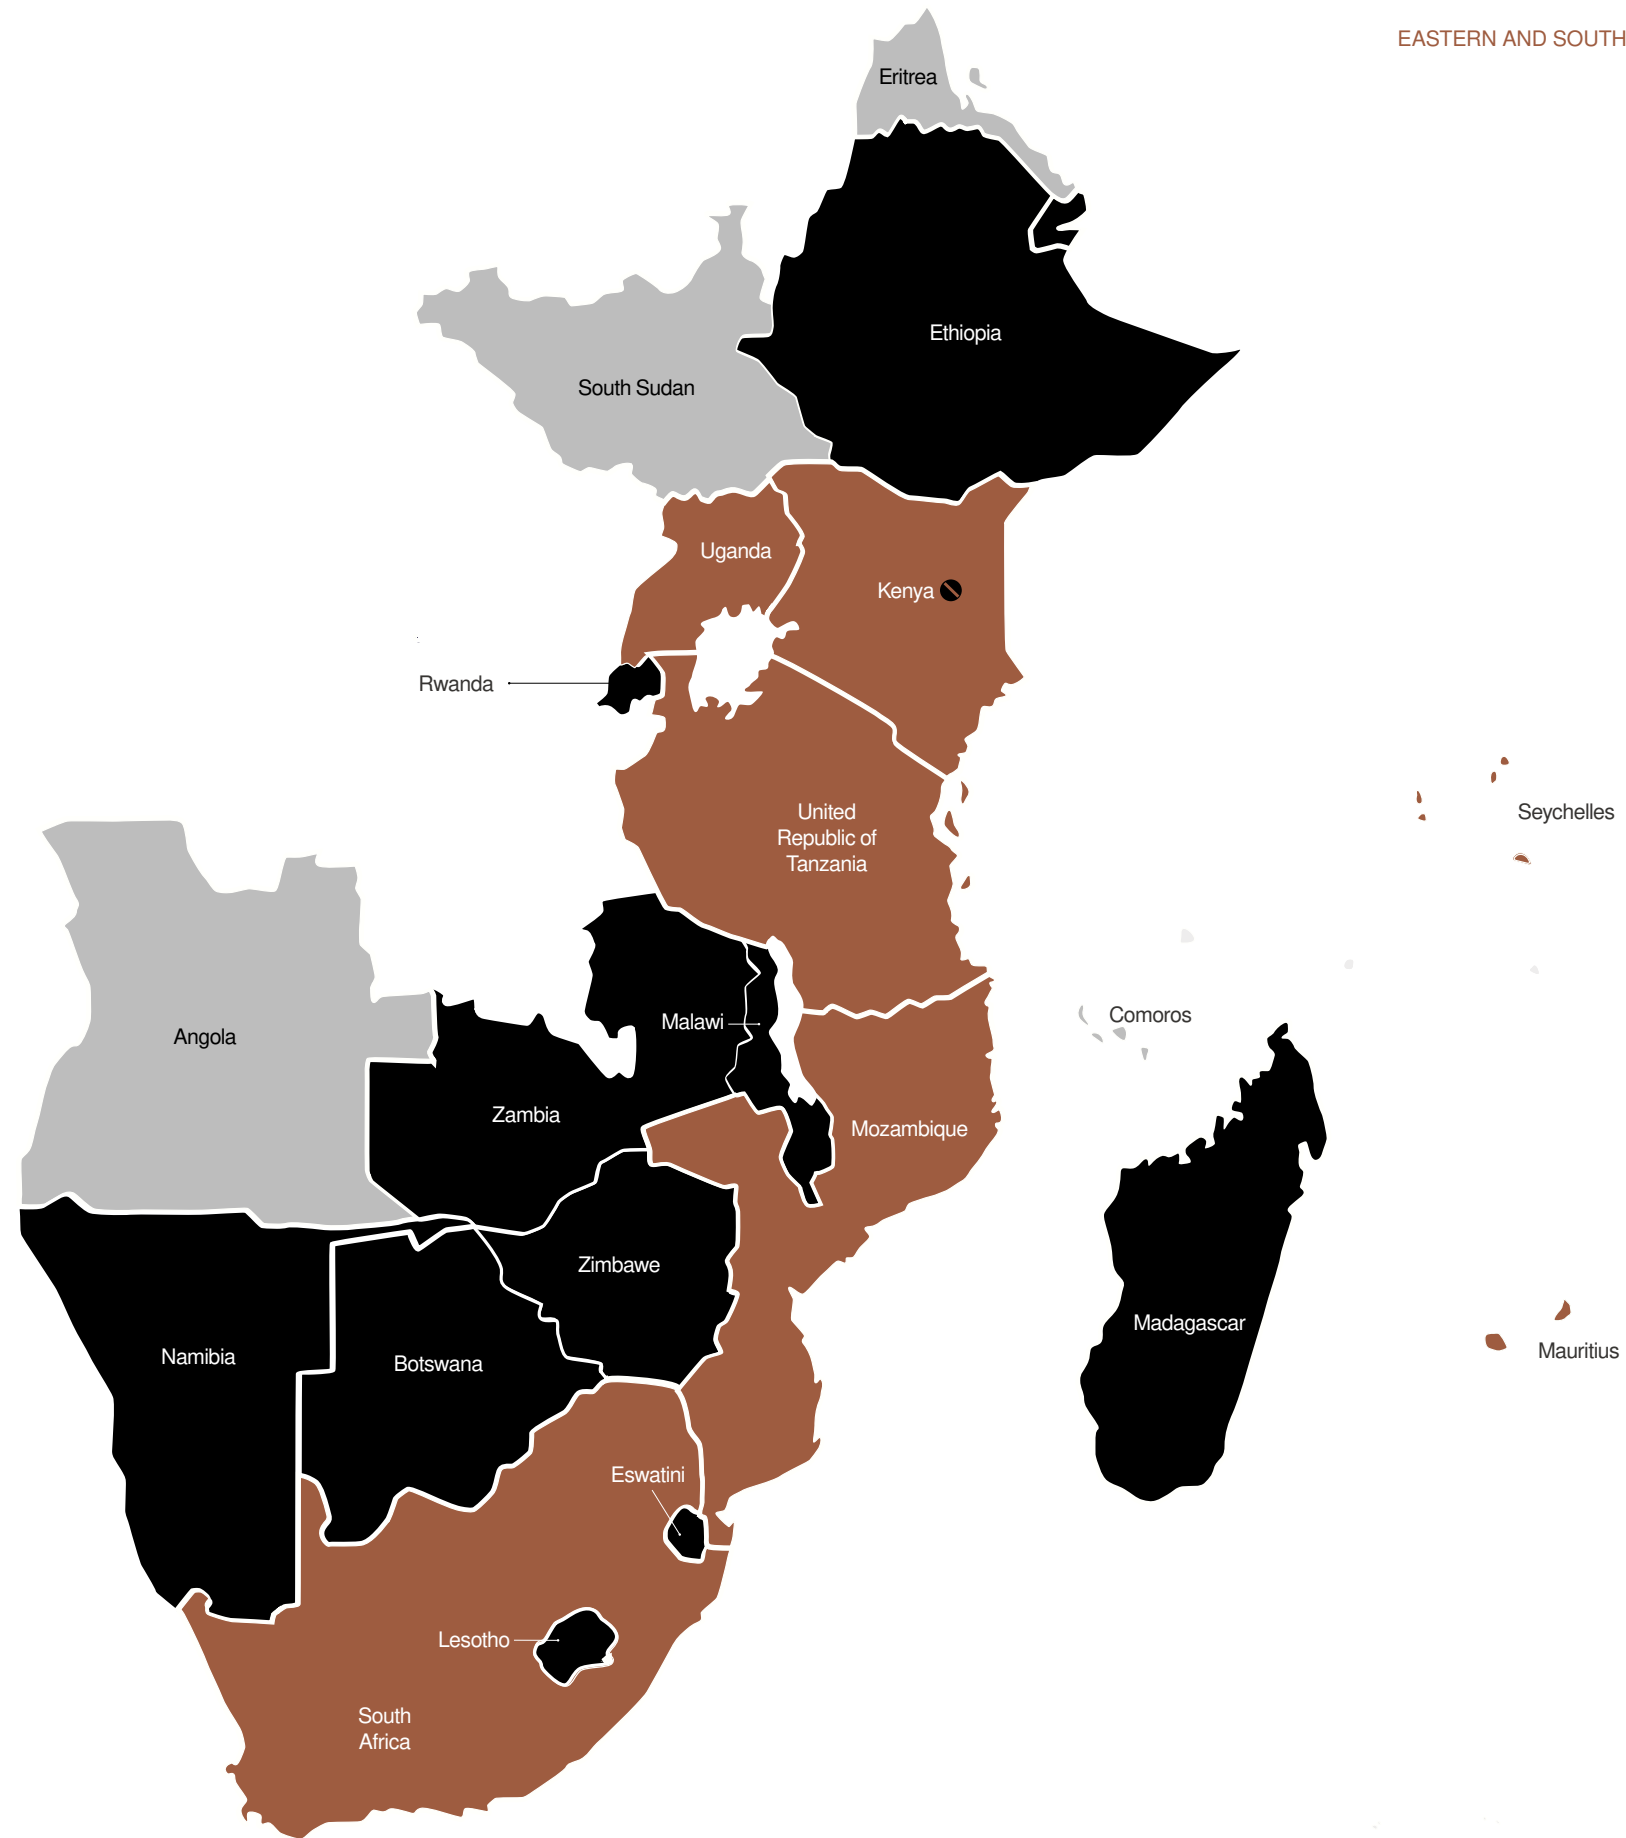 EASTERN AND SOUTH
Eritrea
Ethiopia
South Sudan
Uganda
Kenya
Rwanda
United
Republic of
Tanzania
Seychelles
Comoros
Malawi
Angola
Zambia
Mozambique
Zimbawe
Madagascar
Mauritius
Namibia
Botswana
Eswatini
Lesotho
South
Africa